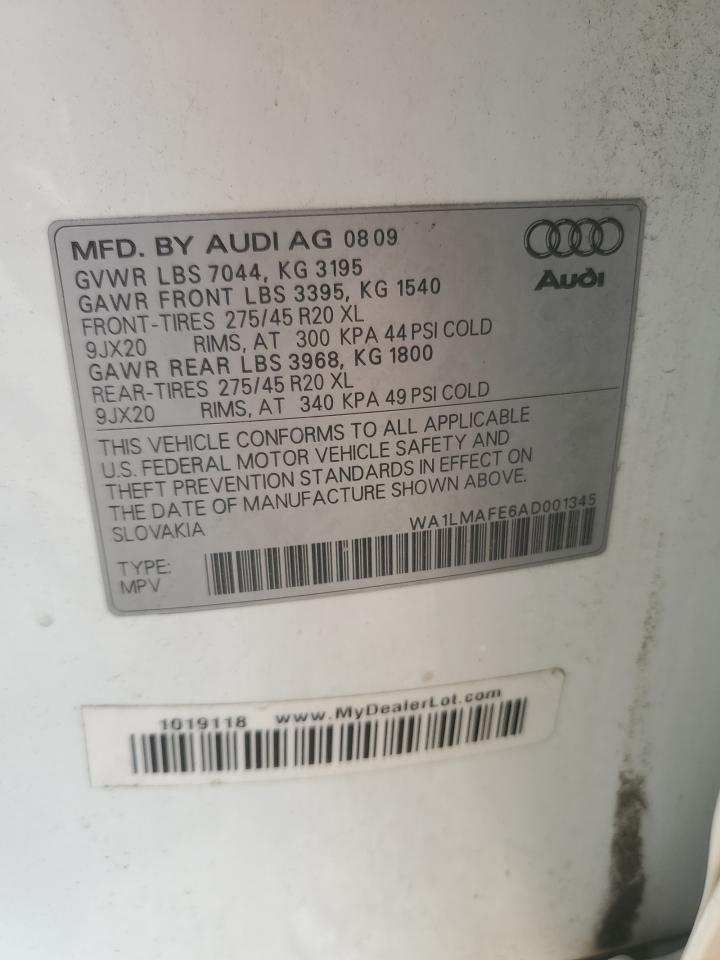 MFD. BY AUDI AG 08 09
Audi
GVWR LBS 7044, KG 3195
GAWR FRONT LBS 3395, KG 1540
FRONT-TIRES 275/45 R20 XL
9JX20 RIMS, AT 300 KPA 44 PSI COLD
GAWR REAR LBS 3968, KG 1800
REAR-TIRES 275/45 R20 XL
9JX20 RIMS, AT 340 KPA 49 PSI COLD
THIS VEHICLE CONFORMS TO ALL APPLICABLE
U.S. FEDERAL MOTOR VEHICLE SAFETY AND
THEFT PREVENTION STANDARDS IN EFFECT ON
THE DATE OF MANUFACTURE SHOWN ABOVE.
SLOVAKIA WA1LMAFE6AD001345
TYPE:
MPV
1019118 www.MyDealerLot.com